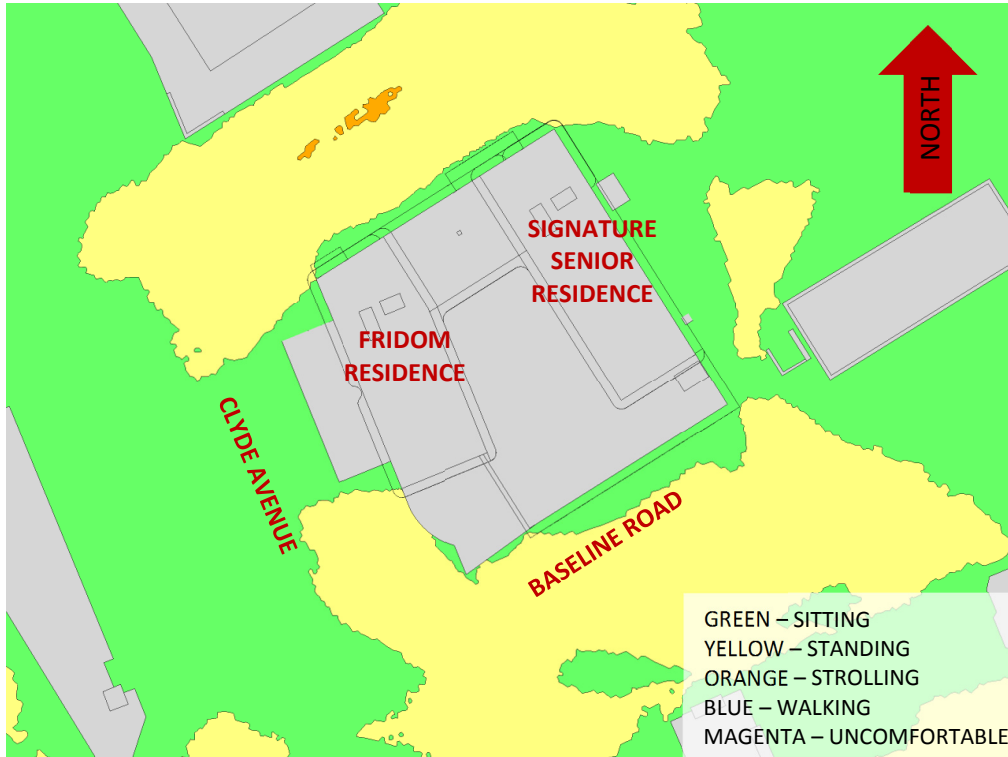 NORTH
SIGNATURE
SENIOR
RESIDENCE
FRIDOM
RESIDENCE
CLYDE AVENUE
BASELINE ROAD
GREEN – SITTING
YELLOW – STANDING
ORANGE – STROLLING
BLUE – WALKING
MAGENTA – UNCOMFORTABLE